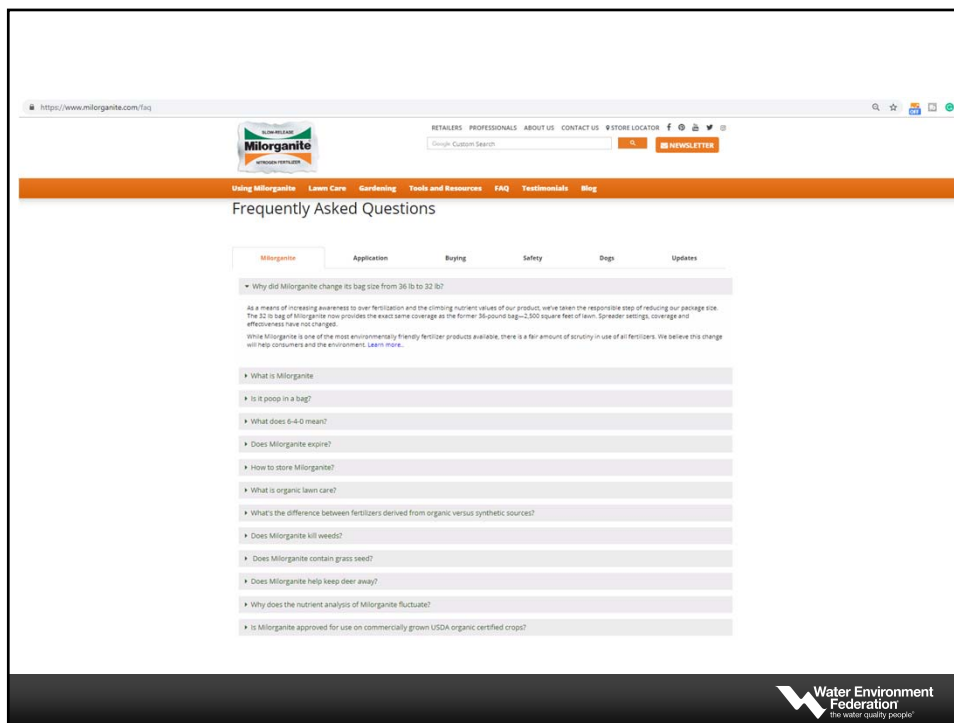 https://www.milorganite.com/faq
OFF
SLOW-RELEASE
Milorganite
NITROGEN FERTILIZER
RETAILERS PROFESSIONALS ABOUT US CONTACT US STORE LOCATOR
Google Custom Search
NEWSLETTER
Using Milorganite Lawn Care Gardening Tools and Resources FAQ Testimonials Blog
Frequently Asked Questions
Milorganite Application Buying Safety Dogs Updates
Why did Milorganite change its bag size from 36 lb to 32 lb?
As a means of increasing awareness to over fertilization and the climbing nutrient values of our product, we've taken the responsible step of reducing our package size.
The 32 lb bag of Milorganite now provides the exact same coverage as the former 36-pound bag—2,500 square feet of lawn. Spreader settings, coverage and
effectiveness have not changed.
While Milorganite is one of the most environmentally friendly fertilizer products available, there is a fair amount of scrutiny in use of all fertilizers. We believe this change
will help consumers and the environment. Learn more..
What is Milorganite
Is it poop in a bag?
What does 6-4-0 mean?
Does Milorganite expire?
How to store Milorganite?
What is organic lawn care?
What's the difference between fertilizers derived from organic versus synthetic sources?
Does Milorganite kill weeds?
Does Milorganite contain grass seed?
Does Milorganite help keep deer away?
Why does the nutrient analysis of Milorganite fluctuate?
Is Milorganite approved for use on commercially grown USDA organic certified crops?
Water Environment
Federation®
the water quality people®